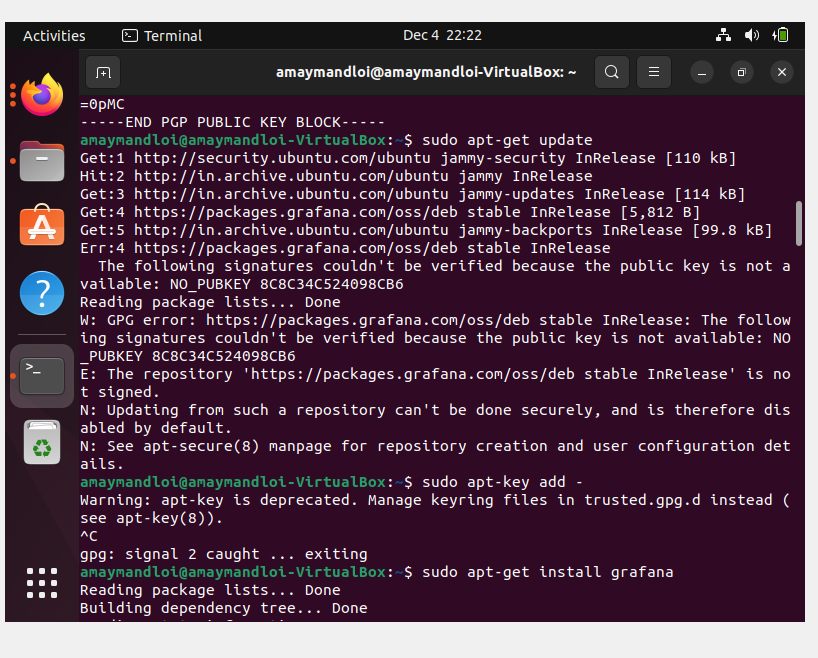 Activities
Terminal
Dec 4 22:22
amaymandloi@amaymandloi-VirtualBox: ~
=0pMC
-----END PGP PUBLIC KEY BLOCK-----
amaymandloi@amaymandloi-VirtualBox:~$ sudo apt-get update
Get:1 http://security.ubuntu.com/ubuntu jammy-security InRelease [110 kB]
Hit:2 http://in.archive.ubuntu.com/ubuntu jammy InRelease
Get:3 http://in.archive.ubuntu.com/ubuntu jammy-updates InRelease [114 kB]
Get:4 https://packages.grafana.com/oss/deb stable InRelease [5,812 B]
Get:5 http://in.archive.ubuntu.com/ubuntu jammy-backports InRelease [99.8 kB]
Err:4 https://packages.grafana.com/oss/deb stable InRelease
  The following signatures couldn't be verified because the public key is not a
vailable: NO_PUBKEY 8C8C34C524098CB6
Reading package lists... Done
W: GPG error: https://packages.grafana.com/oss/deb stable InRelease: The follow
ing signatures couldn't be verified because the public key is not available: NO
_PUBKEY 8C8C34C524098CB6
E: The repository 'https://packages.grafana.com/oss/deb stable InRelease' is no
t signed.
N: Updating from such a repository can't be done securely, and is therefore dis
abled by default.
N: See apt-secure(8) manpage for repository creation and user configuration det
ails.
amaymandloi@amaymandloi-VirtualBox:~$ sudo apt-key add -
Warning: apt-key is deprecated. Manage keyring files in trusted.gpg.d instead (
see apt-key(8)).
^C
gpg: signal 2 caught ... exiting
amaymandloi@amaymandloi-VirtualBox:~$ sudo apt-get install grafana
Reading package lists... Done
Building dependency tree... Done